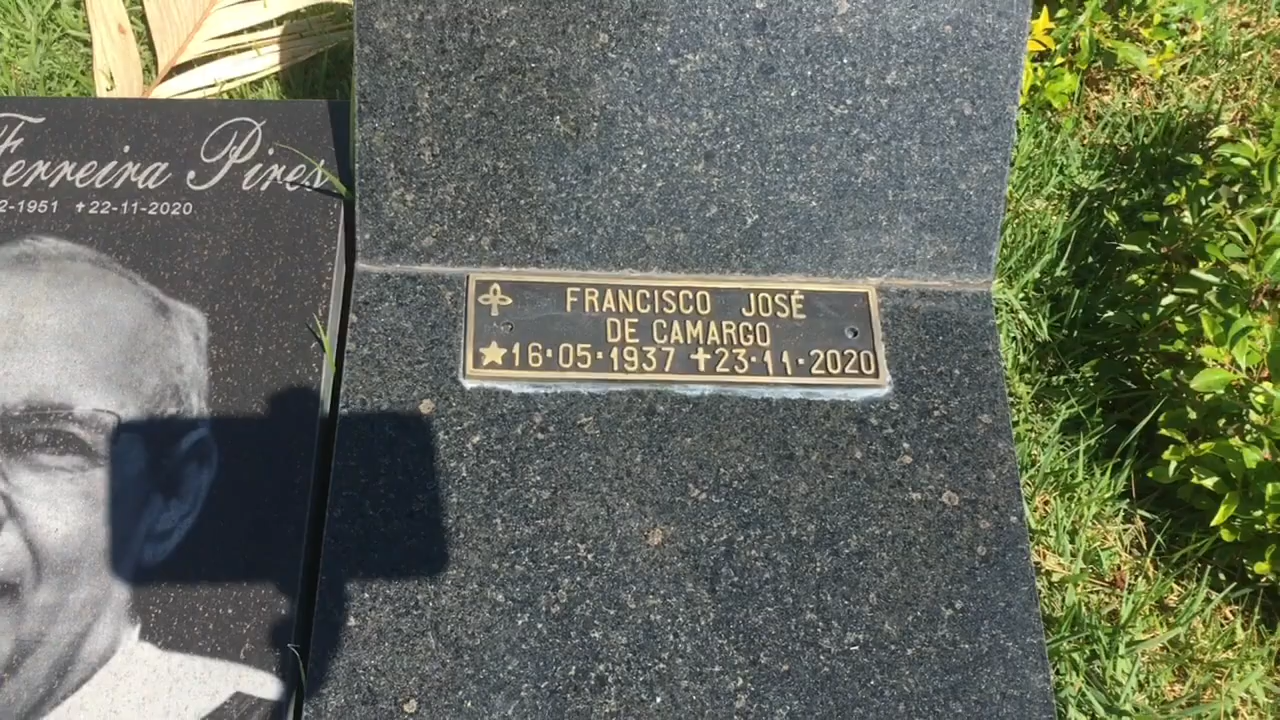 Ferreira Pires
2-1951 ✝22-11-2020
FRANCISCO JOSÉ
DE CAMARGO
★16·05·1937 ✝23·11·2020